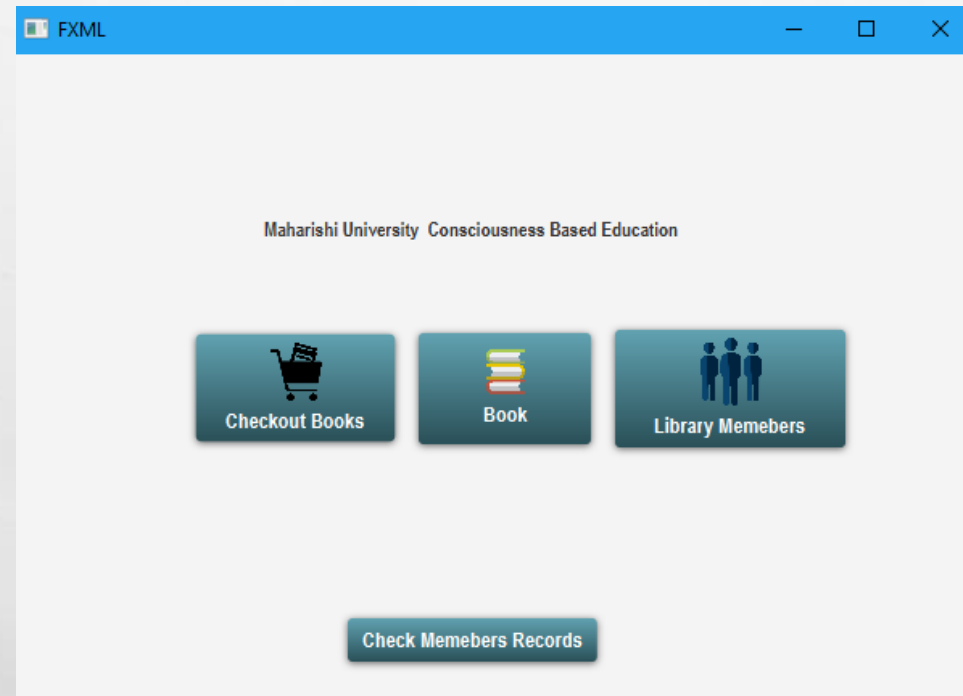 FXML
Maharishi University  Consciousness Based Education
Checkout Books
Book
Library Memebers
Check Memebers Records